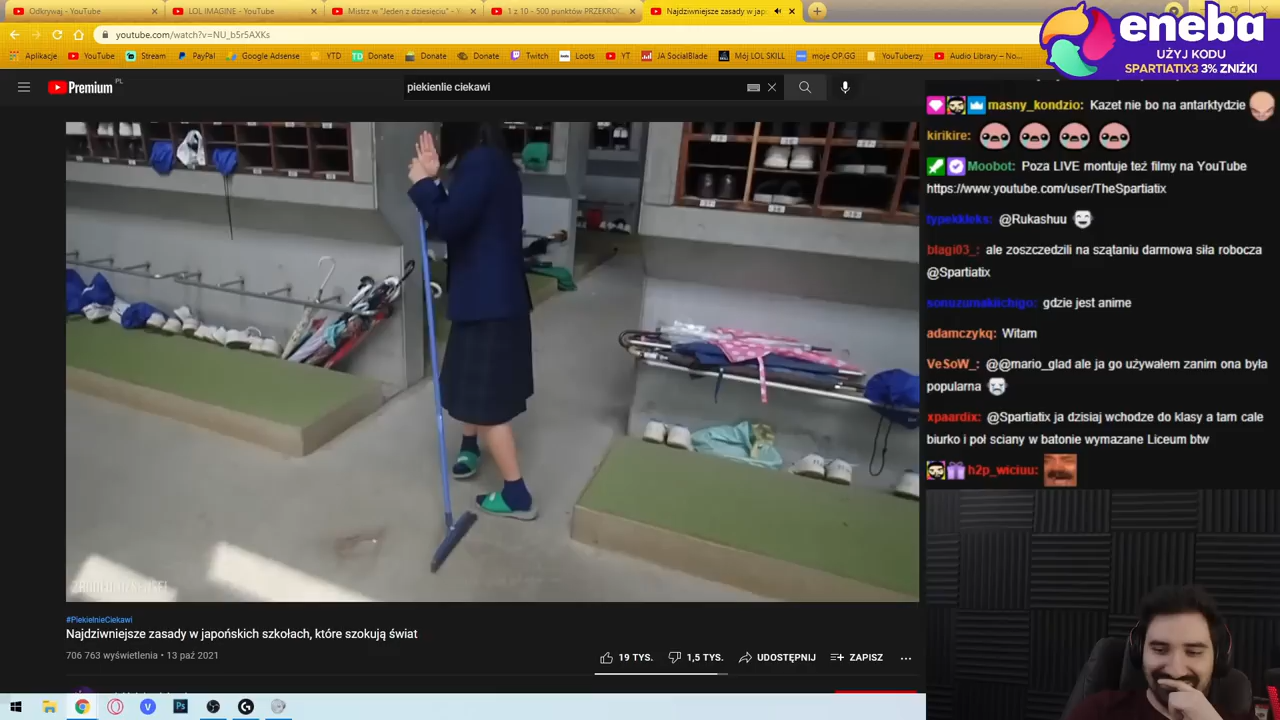 Odkrywaj - YouTube
LOL IMAGINE - YouTube
Mistrz w "Jeden z dziesięciu" - Y
1 z 10 - 500 punktów PRZEKROC
Najdziwniejsze zasady w jap
youtube.com/watch?v=NU_b5r5AXKs
Aplikacje
YouTube
Stream
PayPal
Google Adsense
YTD
Donate
Donate
Donate
Twitch
Loots
YT
JA SocialBlade
Mój LOL SKILL
moje OP.GG
YouTuberzy
Audio Library – No...
eneba
UŻYJ KODU
SPARTIATIX3 3% ZNIŻKI
Premium PL
piekienlie ciekawi
masny_kondzio: Kazet nie bo na antarktydzie
kirikire:
Moobot: Poza LIVE montuje też filmy na YouTube
https://www.youtube.com/user/TheSpartiatix
typekkleks: @Rukashuu
blagi03_: ale zoszczedzili na szątaniu darmowa siła robocza
@Spartiatix
sonuzumakiichigo: gdzie jest anime
adamczykq: Witam
VeSoW_: @@mario_glad ale ja go używałem zanim ona była
popularna
xpaardix: @Spartiatix ja dzisiaj wchodze do klasy a tam cale
biurko i poł sciany w batonie wymazane Liceum btw
h2p_wiciuu:
#PiekielnieCiekawi
Najdziwniejsze zasady w japońskich szkołach, które szokują świat
706 763 wyświetlenia • 13 paź 2021
19 TYS.
1,5 TYS.
UDOSTĘPNIJ
ZAPISZ